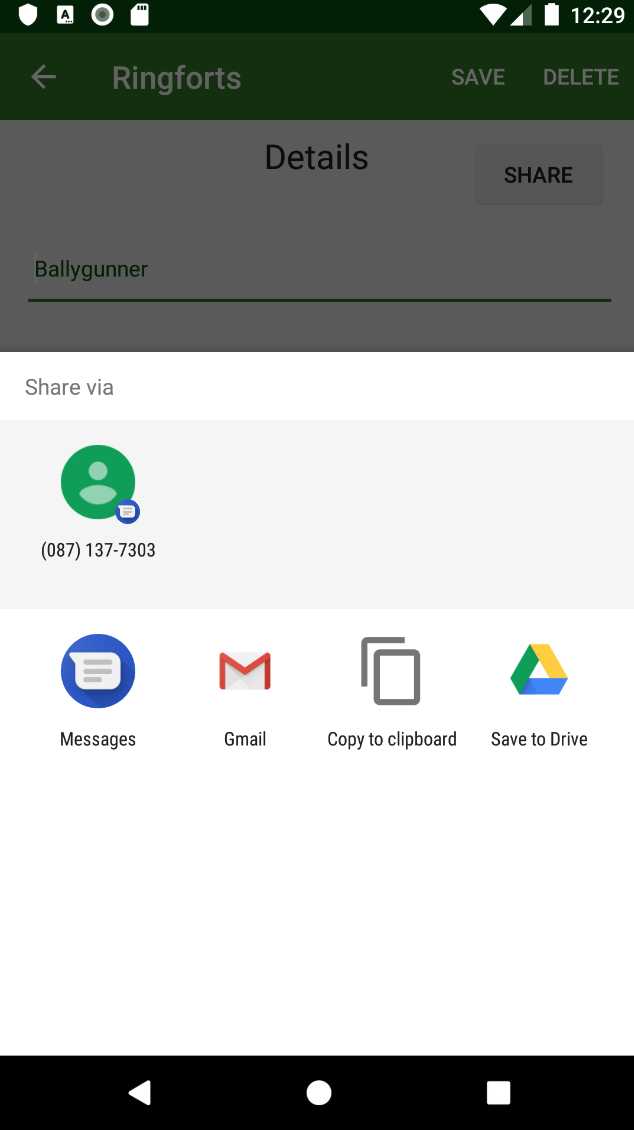 12:29
Ringforts SAVE DELETE
Details
SHARE
Ballygunner
Share via
(087) 137-7303
Messages Gmail Copy to clipboard Save to Drive